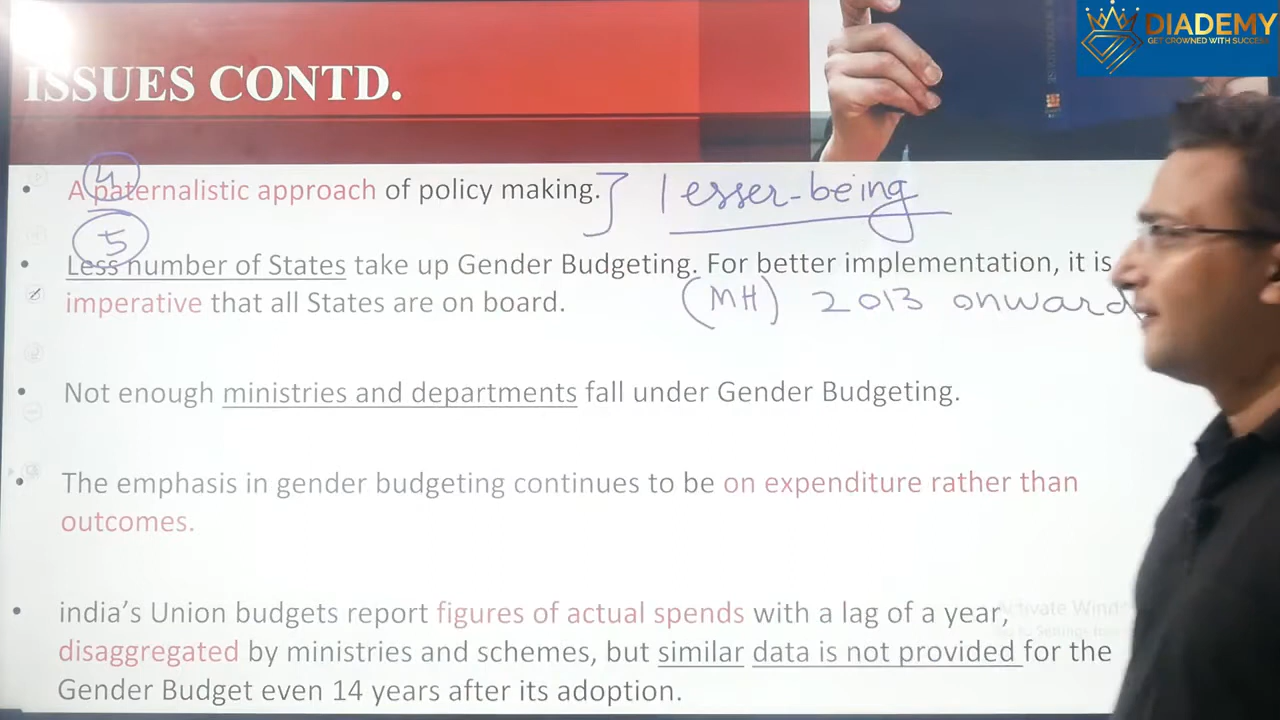 DIADEMY
GET CROWNED WITH SUCCESS
ISSUES CONTD.
4
• A paternalistic approach of policy making. lesser-being
5
• Less number of States take up Gender Budgeting. For better implementation, it is
imperative that all States are on board. (MH) 2013 onward
• Not enough ministries and departments fall under Gender Budgeting.
• The emphasis in gender budgeting continues to be on expenditure rather than
outcomes.
• india’s Union budgets report figures of actual spends with a lag of a year,
disaggregated by ministries and schemes, but similar data is not provided for the
Gender Budget even 14 years after its adoption.